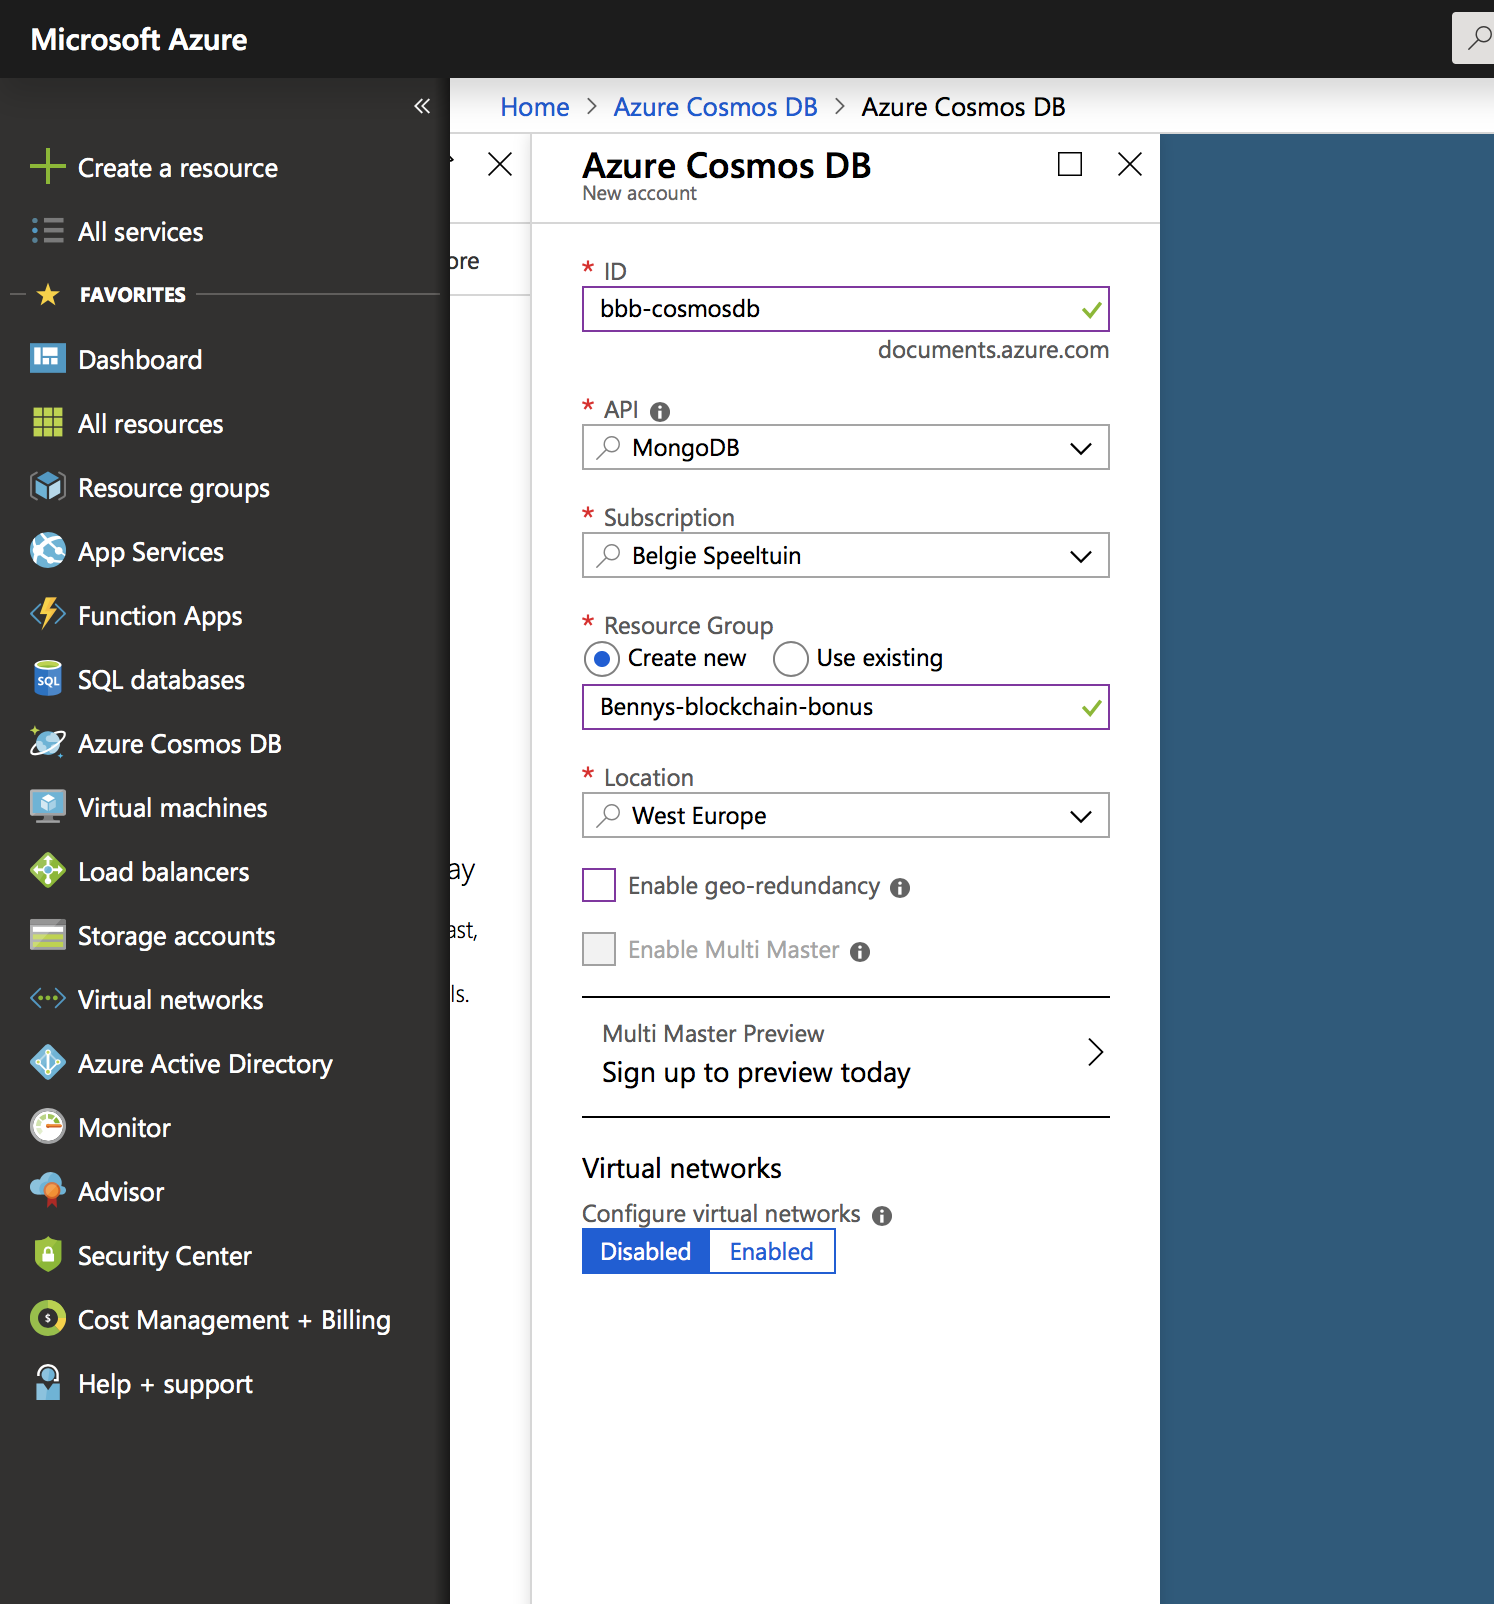 Microsoft Azure
Home > Azure Cosmos DB > Azure Cosmos DB
Create a resource
All services
FAVORITES
Dashboard
All resources
Resource groups
App Services
Function Apps
SQL databases
Azure Cosmos DB
Virtual machines
Load balancers
Storage accounts
Virtual networks
Azure Active Directory
Monitor
Advisor
Security Center
Cost Management + Billing
Help + support
ore
ay
ast,
ls.
Azure Cosmos DB
New account
* ID
bbb-cosmosdb
documents.azure.com
* API
MongoDB
* Subscription
Belgie Speeltuin
* Resource Group
Create new Use existing
Bennys-blockchain-bonus
* Location
West Europe
Enable geo-redundancy
Enable Multi Master
Multi Master Preview
Sign up to preview today
Virtual networks
Configure virtual networks
Disabled Enabled